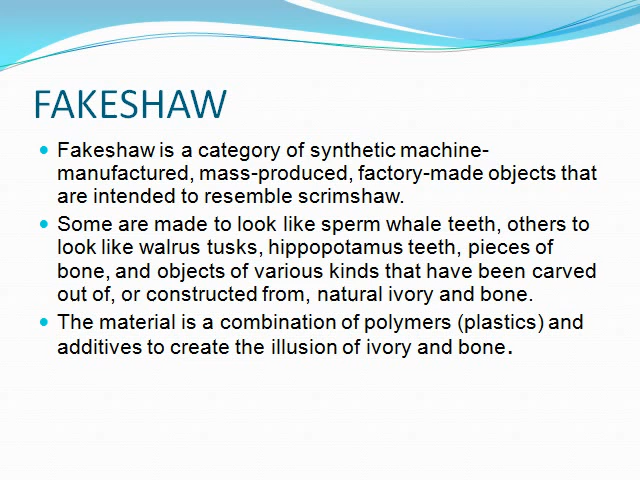 FAKESHAW
Fakeshaw is a category of synthetic machine-
manufactured, mass-produced, factory-made objects that
are intended to resemble scrimshaw.
Some are made to look like sperm whale teeth, others to
look like walrus tusks, hippopotamus teeth, pieces of
bone, and objects of various kinds that have been carved
out of, or constructed from, natural ivory and bone.
The material is a combination of polymers (plastics) and
additives to create the illusion of ivory and bone.